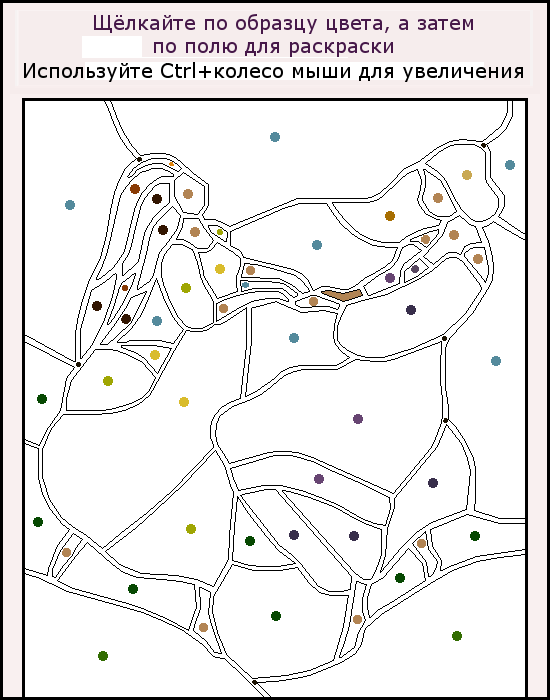 Щёлкайте по образцу цвета, а затем
по полю для раскраски
Используйте Ctrl+колесо мыши для увеличения